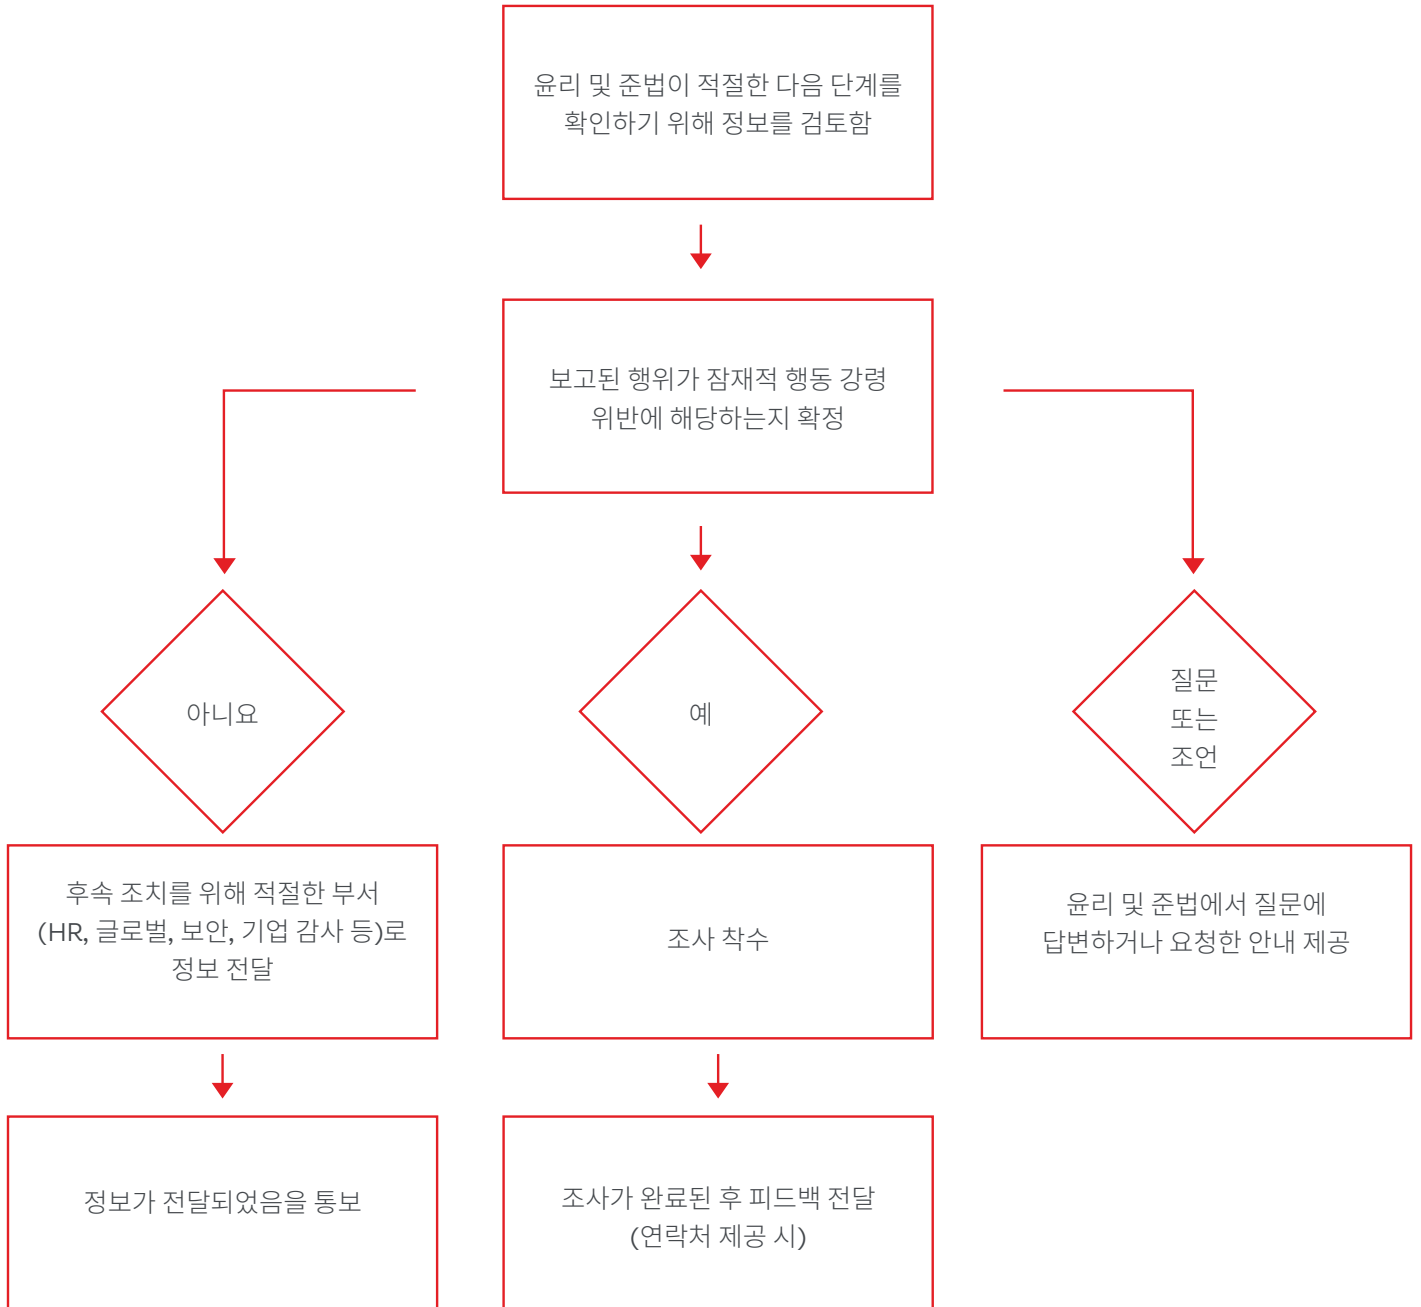 윤리 및 준법이 적절한 다음 단계를
확인하기 위해 정보를 검토함
보고된 행위가 잠재적 행동 강령
위반에 해당하는지 확정
아니요
예
질문
또는
조언
후속 조치를 위해 적절한 부서
(HR, 글로벌, 보안, 기업 감사 등)로
정보 전달
조사 착수
윤리 및 준법에서 질문에
답변하거나 요청한 안내 제공
정보가 전달되었음을 통보
조사가 완료된 후 피드백 전달
(연락처 제공 시)